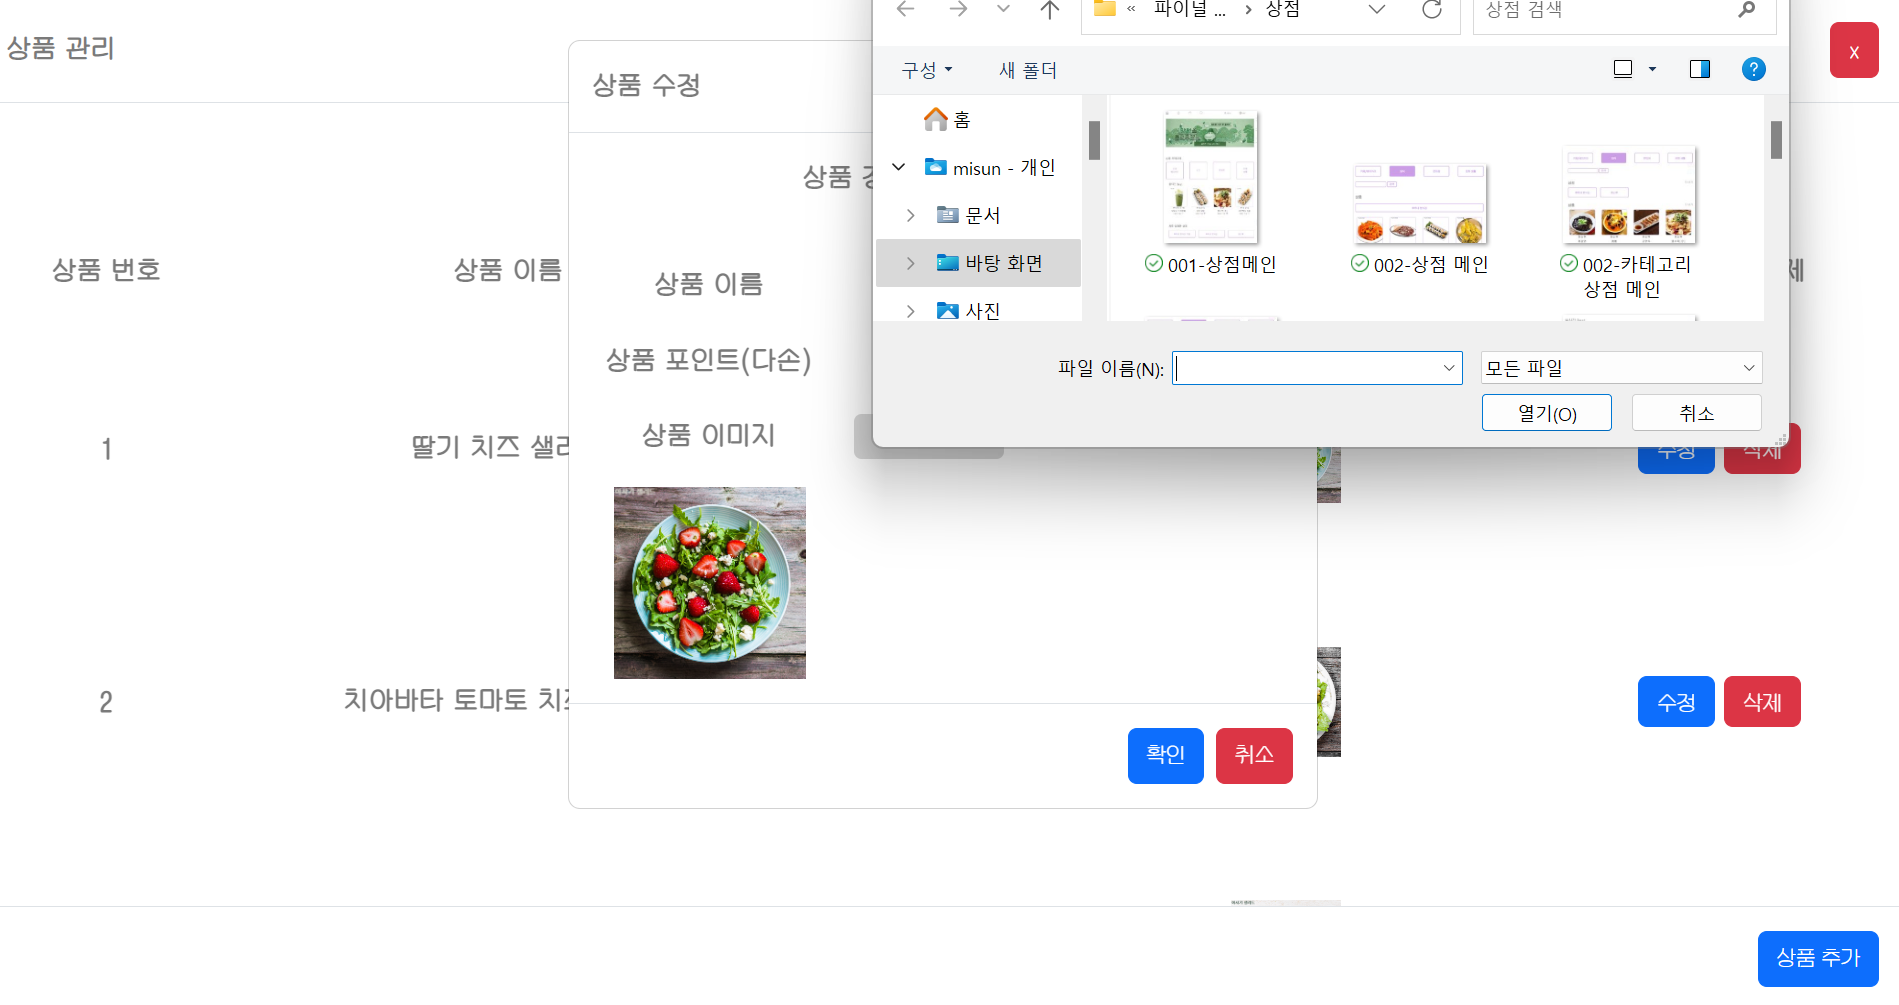 상품 관리
x
상품 번호
상품 이름
제
1
딸기 치즈 샐
수정
삭제
2
치아바타 토마토 치
수정
삭제
상품 추가
상품 수정
상품
상품 이름
상품 포인트(다손)
상품 이미지
확인
취소
« 파이널 ... › 상점
상점 검색
구성
새 폴더
?
홈
misun - 개인
문서
바탕 화면
사진
001-상점메인
002-상점 메인
002-카테고리
상점 메인
파일 이름(N):
모든 파일
열기(O)
취소